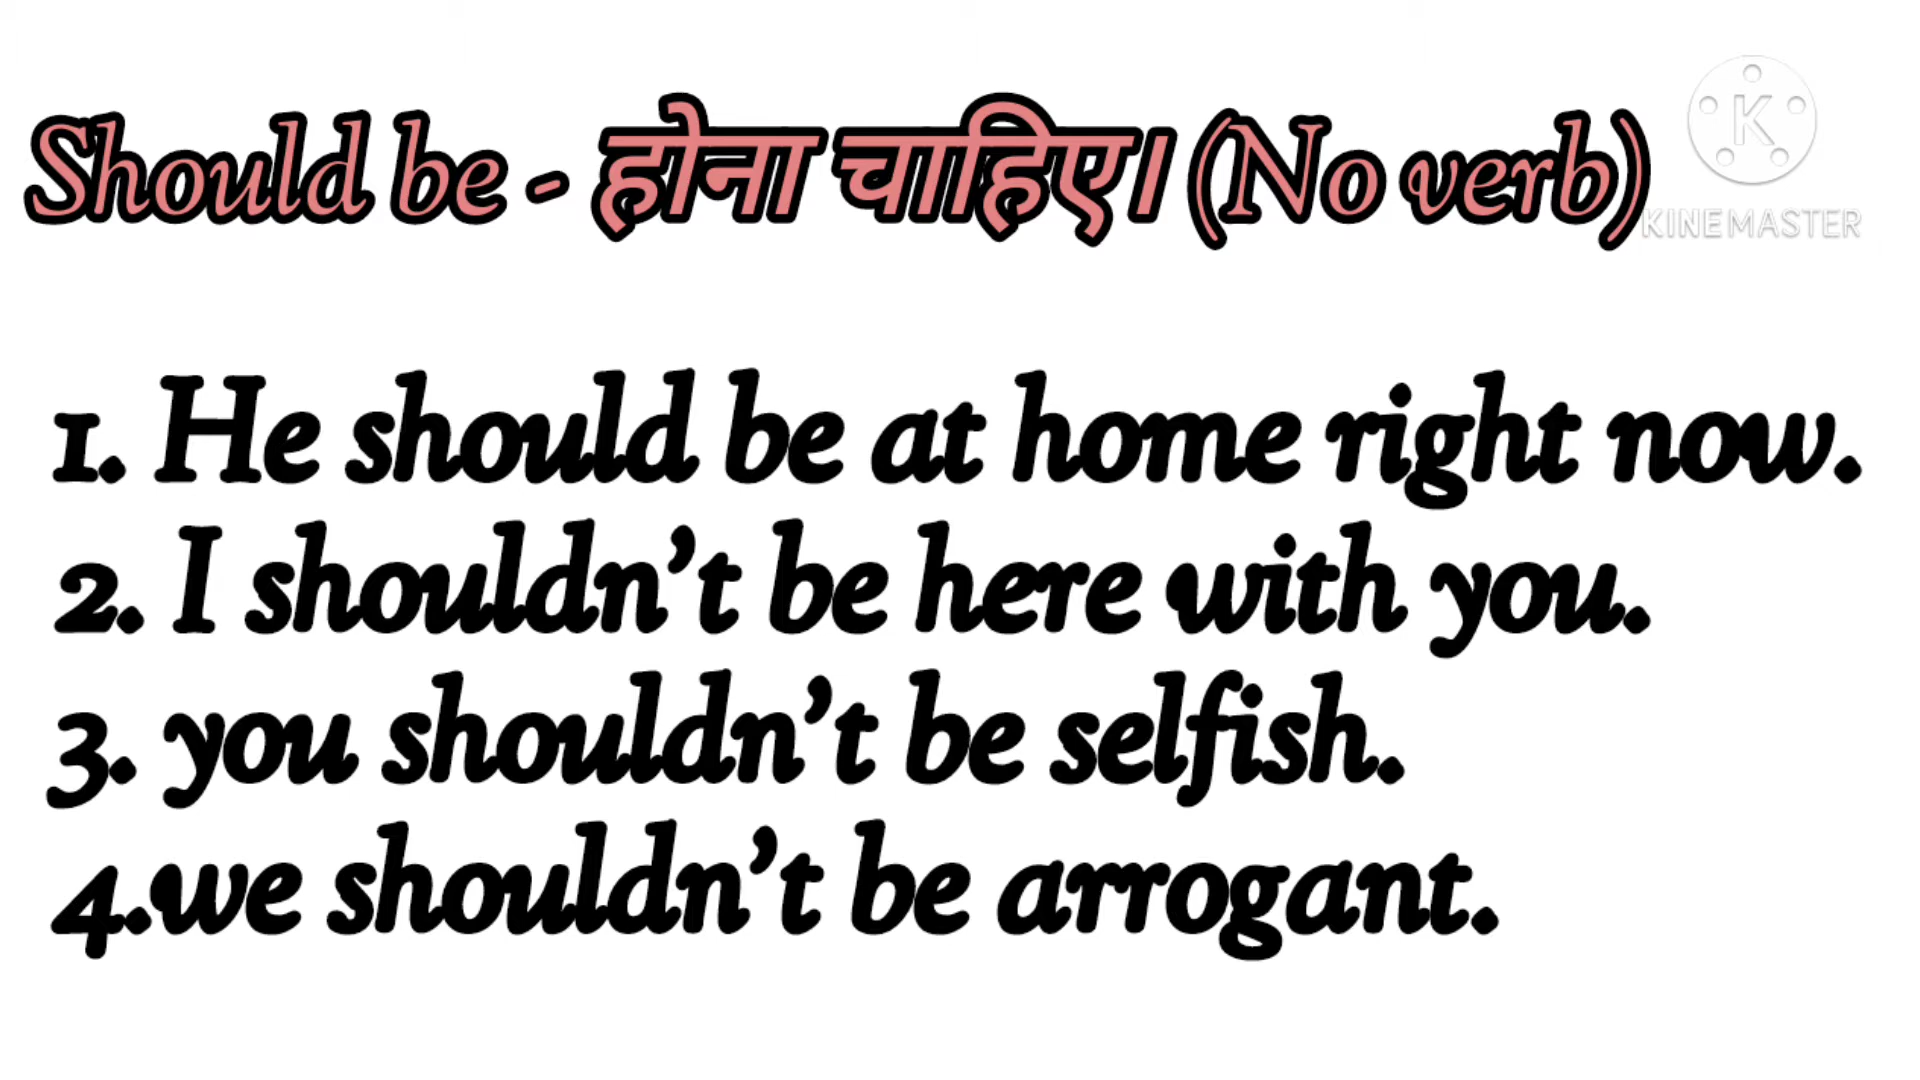 Should be - होना चाहिए। (No verb)
KINEMASTER
1. He should be at home right now.
2. I shouldn't be here with you.
3. you shouldn't be selfish.
4.we shouldn't be arrogant.